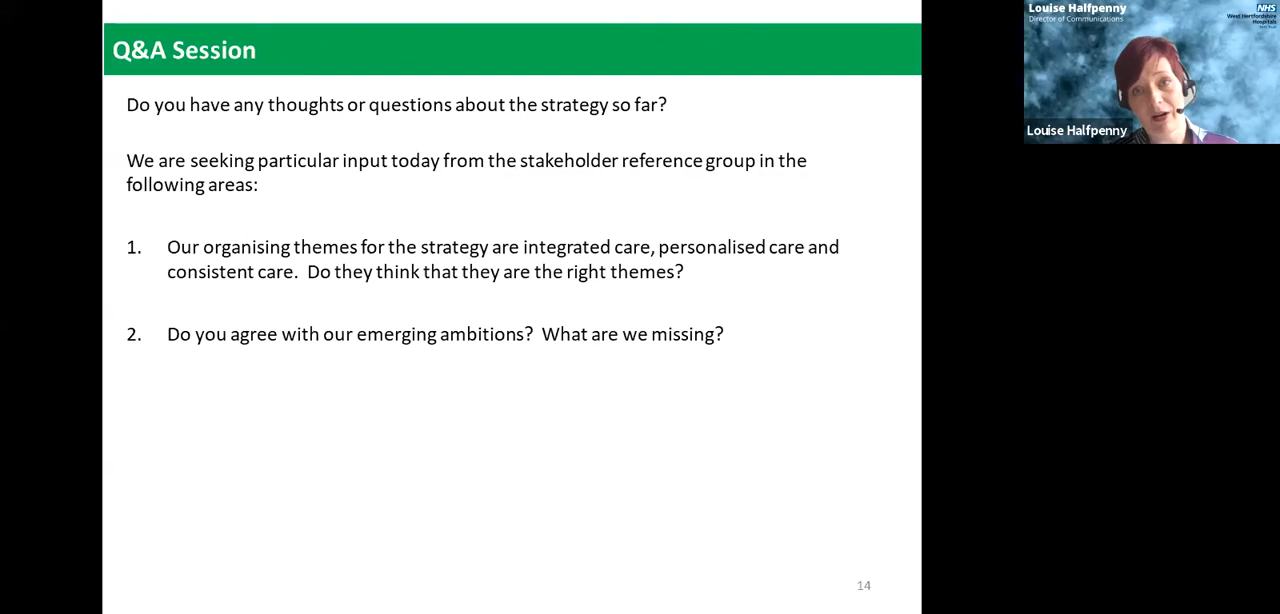 Q&A Session
Do you have any thoughts or questions about the strategy so far?
We are seeking particular input today from the stakeholder reference group in the
following areas:
1. Our organising themes for the strategy are integrated care, personalised care and
consistent care. Do they think that they are the right themes?
2. Do you agree with our emerging ambitions? What are we missing?
14
Louise Halfpenny
Director of Communications
NHS
West Hertfordshire
Hospitals
Louise Halfpenny